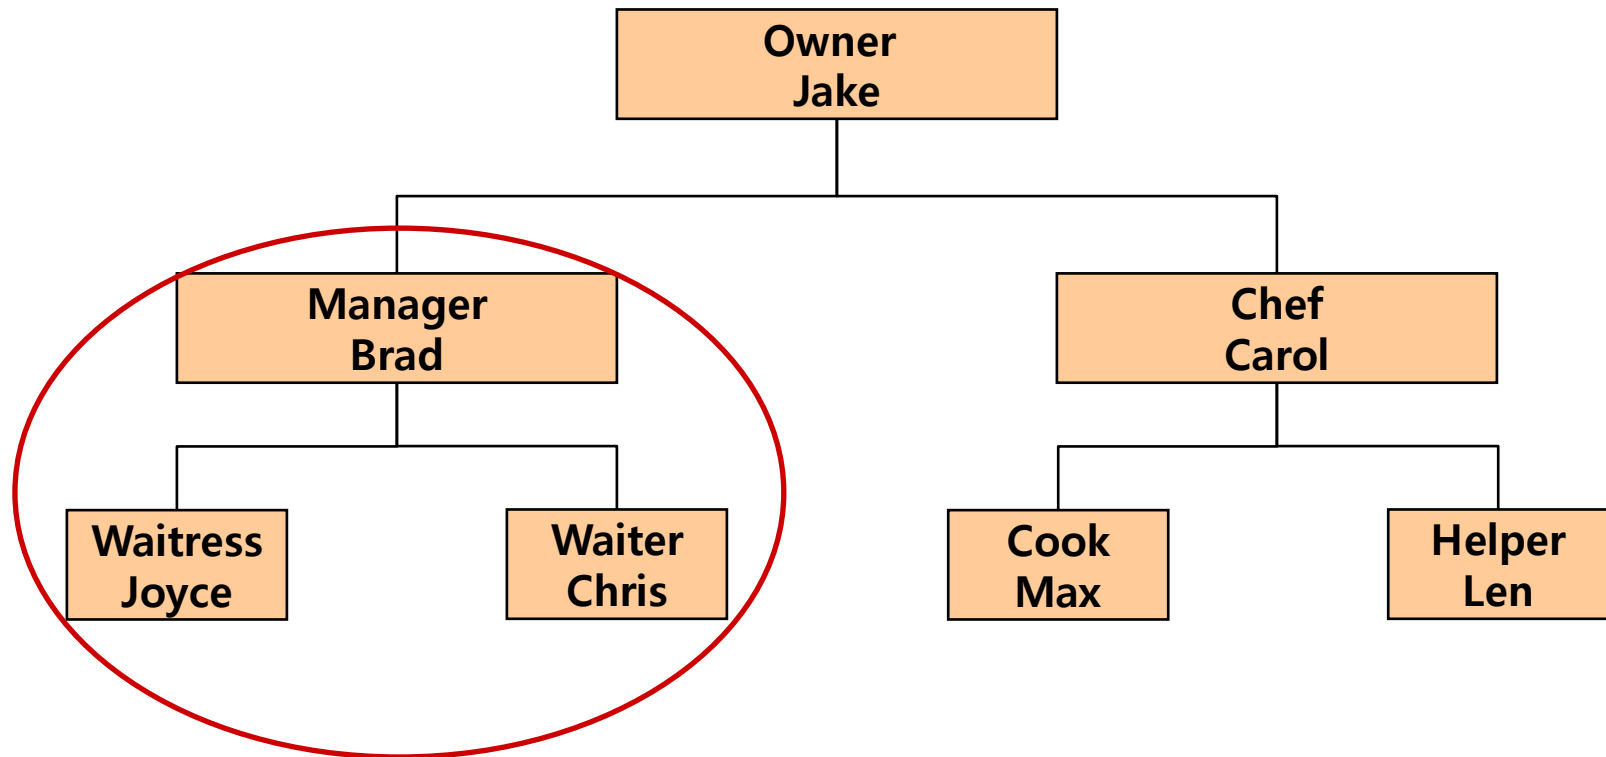 Owner
Jake
Manager
Brad
Chef
Carol
Waitress
Joyce
Waiter
Chris
Cook
Max
Helper
Len